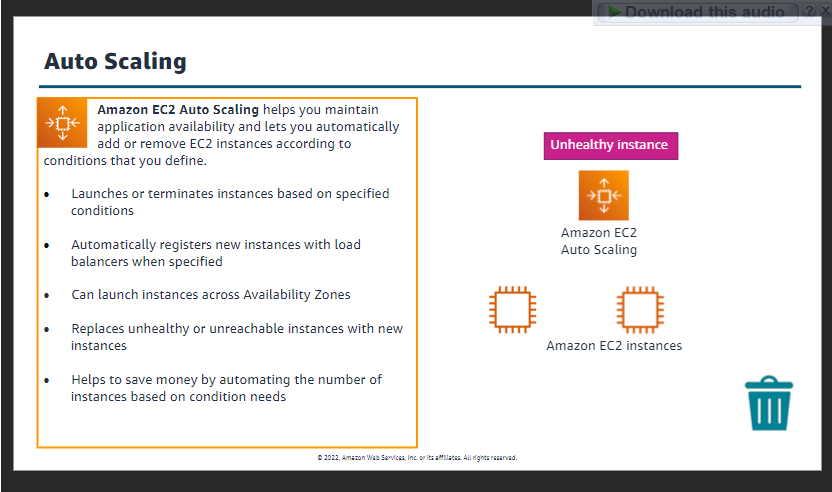 Download this audio ? X
Auto Scaling
Amazon EC2 Auto Scaling helps you maintain
application availability and lets you automatically
add or remove EC2 instances according to
conditions that you define.
• Launches or terminates instances based on specified
conditions
• Automatically registers new instances with load
balancers when specified
• Can launch instances across Availability Zones
• Replaces unhealthy or unreachable instances with new
instances
• Helps to save money by automating the number of
instances based on condition needs
Unhealthy instance
Amazon EC2
Auto Scaling
Amazon EC2 instances
© 2022, Amazon Web Services, Inc. or its affiliates. All rights reserved.